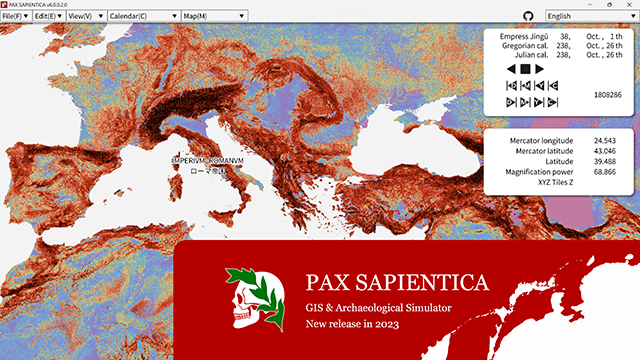 PAX SAPIENTICA v6.0.0.2.0
File(F) ▼ Edit(E) ▼ View(V) ▼ Calendar(C) ▼ Map(M) ▼ English ▼
Empress Jingū 38, Oct. , 1 th
Gregorian cal. 238, Oct. , 26 th
Julian cal. 238, Oct. , 26 th
1808286
Mercator longitude 24.543
Mercator latitude 43.046
Latitude 39.488
Magnification power 68.866
XYZ Tiles Z
IMPERIVM ROMANVM
ローマ帝国
PAX SAPIENTICA
GIS & Archaeological Simulator
New release in 2023